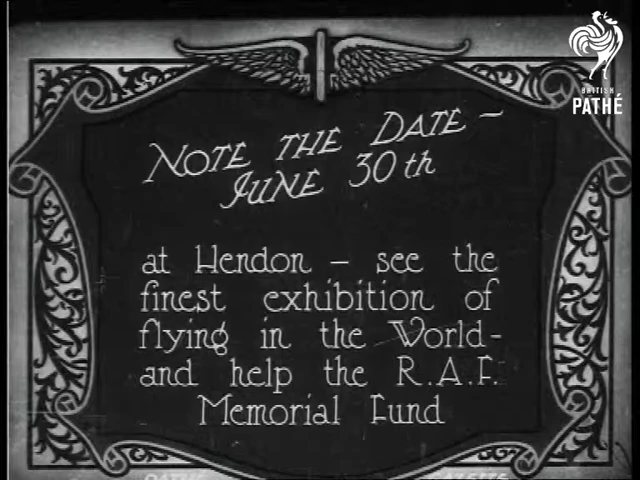 BRITISH
PATHÉ
NOTE THE DATE –
JUNE 30th
at Hendon – see the
finest exhibition of
flying in the World-
and help the R.A.F.
Memorial Fund